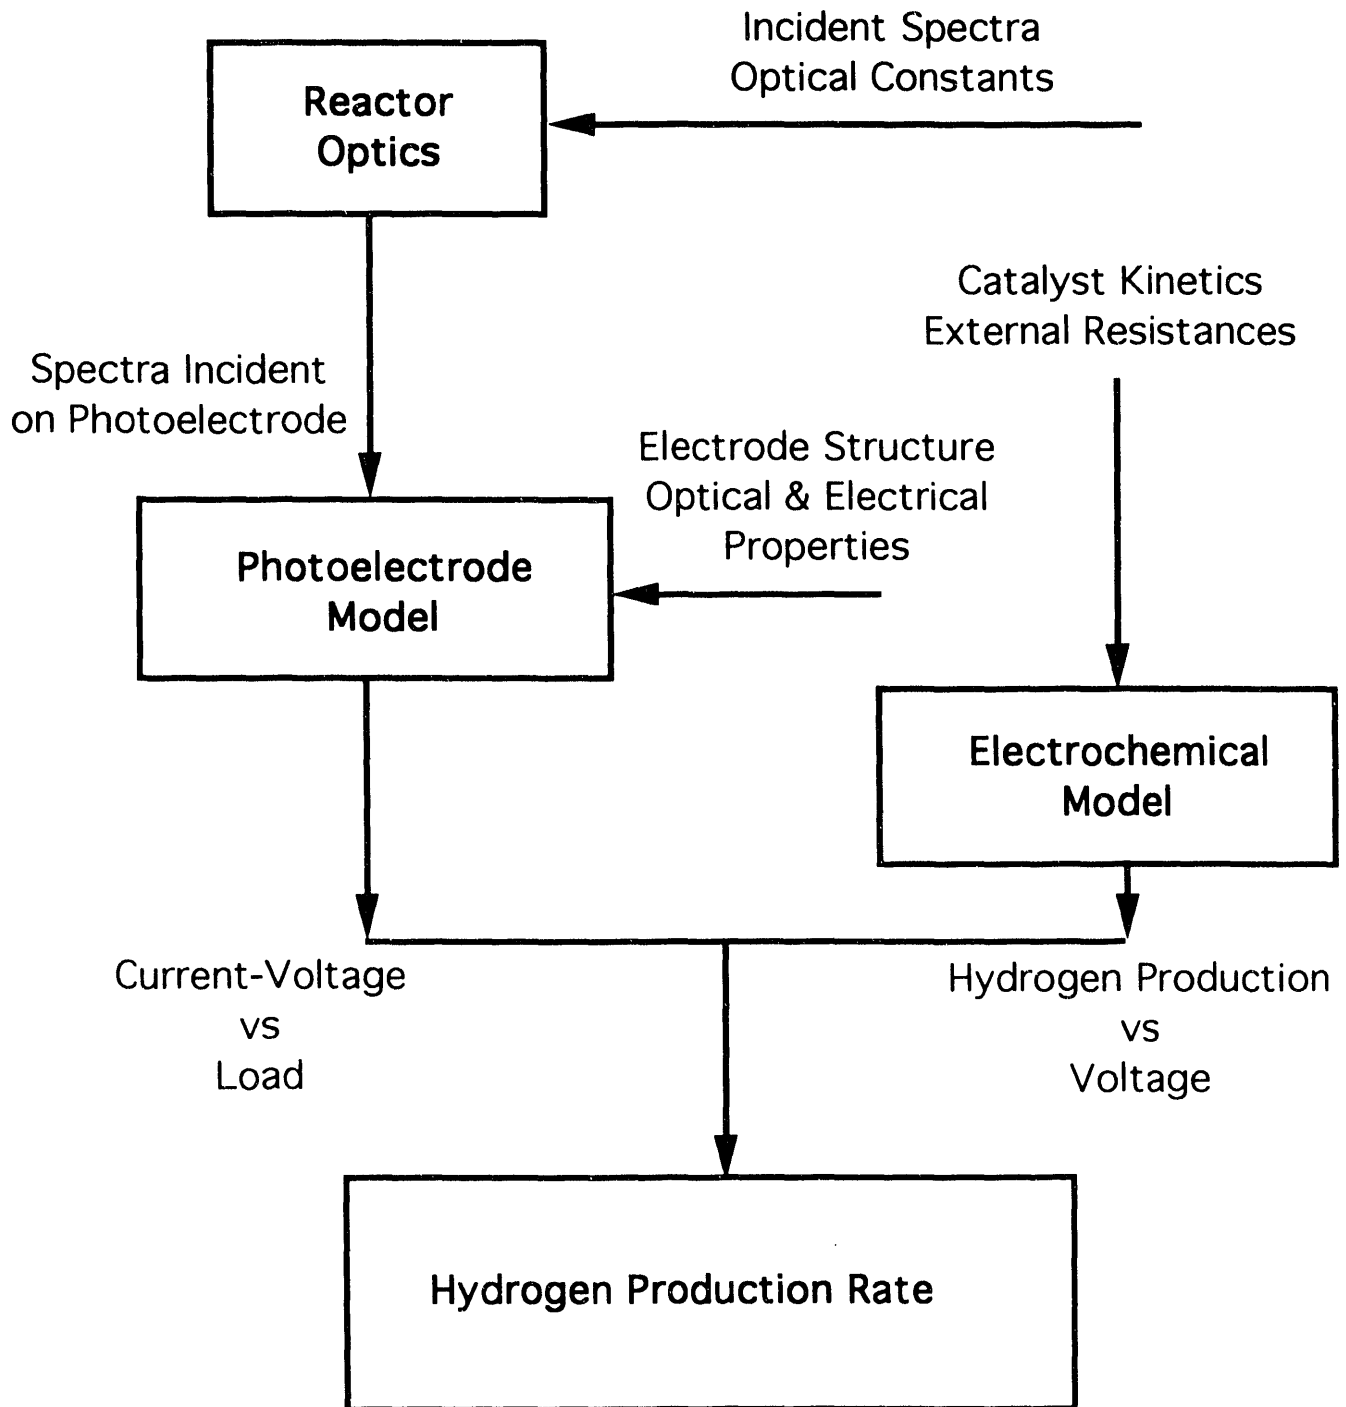 Incident Spectra
Optical Constants
Reactor
Optics
Catalyst Kinetics
External Resistances
Spectra Incident
on Photoelectrode
Electrode Structure
Optical & Electrical
Properties
Photoelectrode
Model
Electrochemical
Model
Current-Voltage
vs
Load
Hydrogen Production
vs
Voltage
Hydrogen Production Rate